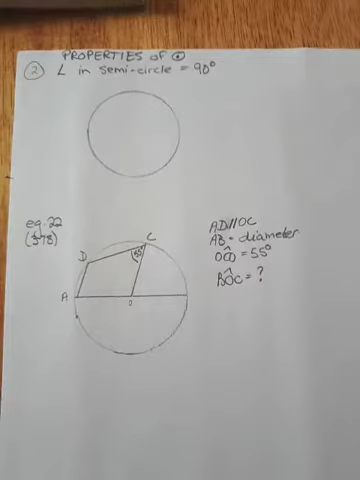 PROPERTIES of ⊙
② L in semi-circle = 90°
eg. 22
(378)
C
55°
D
A
O
AD//OC
AB = diameter
OĈD = 55°
BÔC = ?